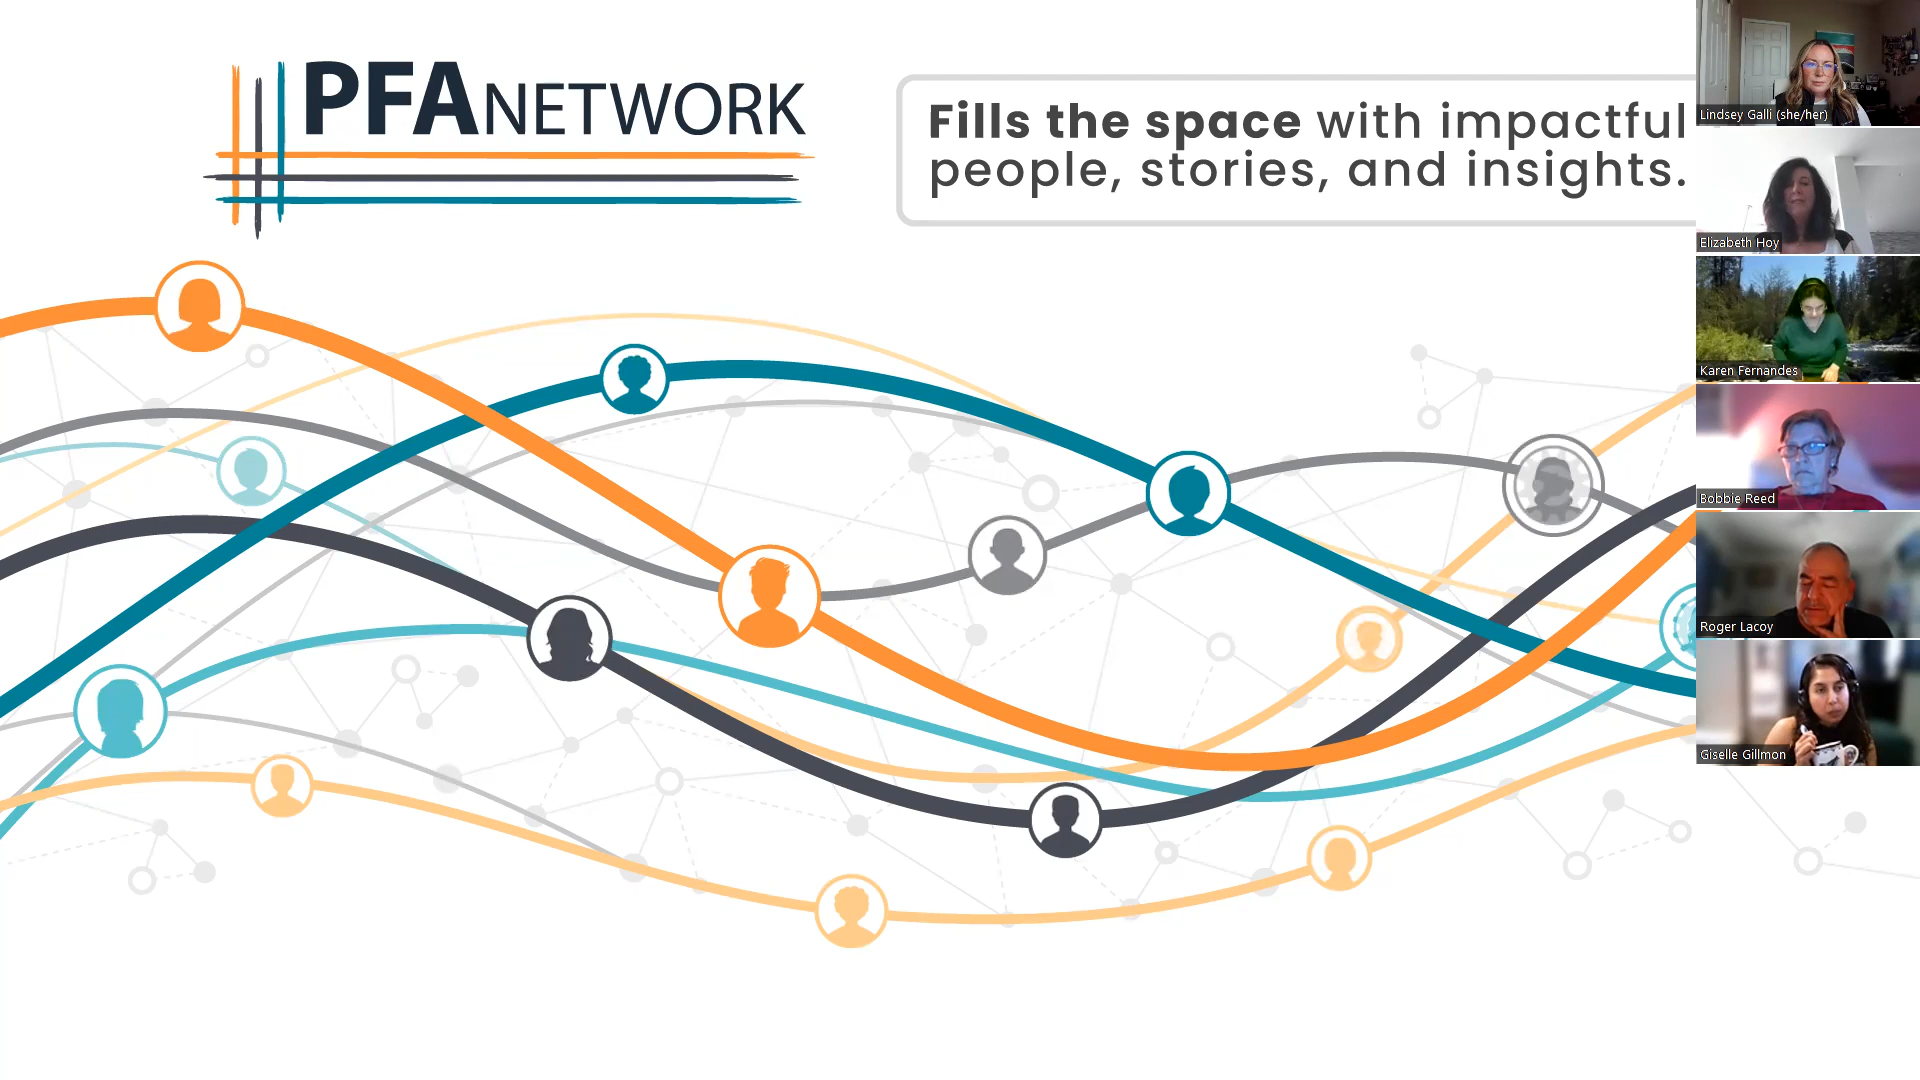 PFANETWORK
Fills the space with impactful
people, stories, and insights.
Lindsey Galli (she/her)
Elizabeth Hoy
Karen Fernandes
Bobbie Reed
Roger Lacoy
Giselle Gillmon